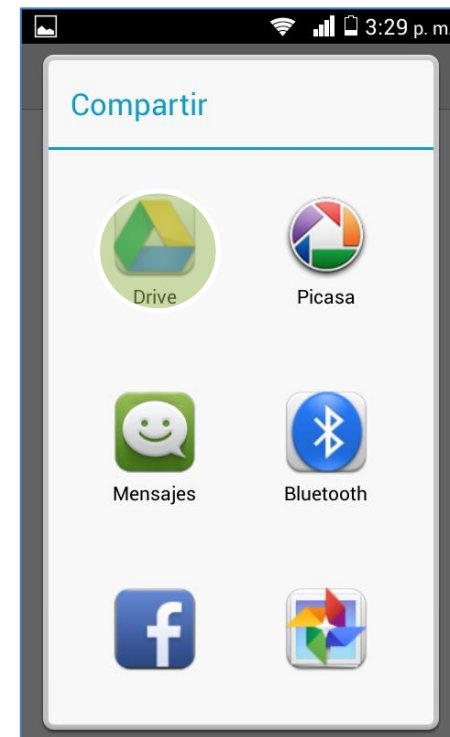 3:29 p. m.
Compartir
Drive
Picasa
Mensajes
Bluetooth
f